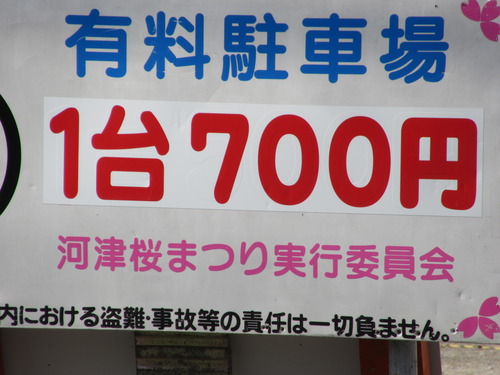 有料駐車場
1台700円
河津桜まつり実行委員会
内における盗難・事故等の責任は一切負ません。